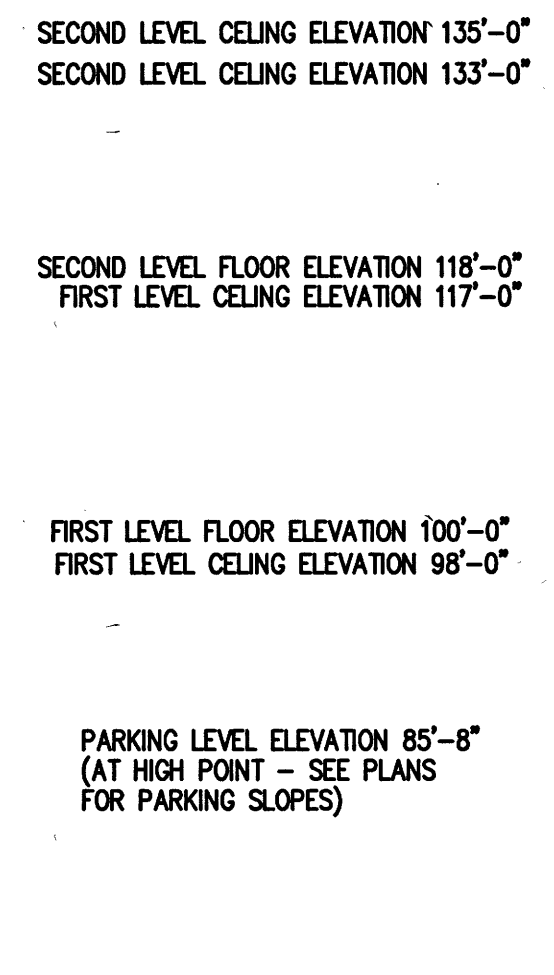 SECOND LEVEL CELING ELEVATION 135'-0"
SECOND LEVEL CELING ELEVATION 133'-0"
SECOND LEVEL FLOOR ELEVATION 118'-0"
FIRST LEVEL CELING ELEVATION 117'-0"
FIRST LEVEL FLOOR ELEVATION 100'-0"
FIRST LEVEL CELING ELEVATION 98'-0"
PARKING LEVEL ELEVATION 85'-8"
(AT HIGH POINT - SEE PLANS
FOR PARKING SLOPES)